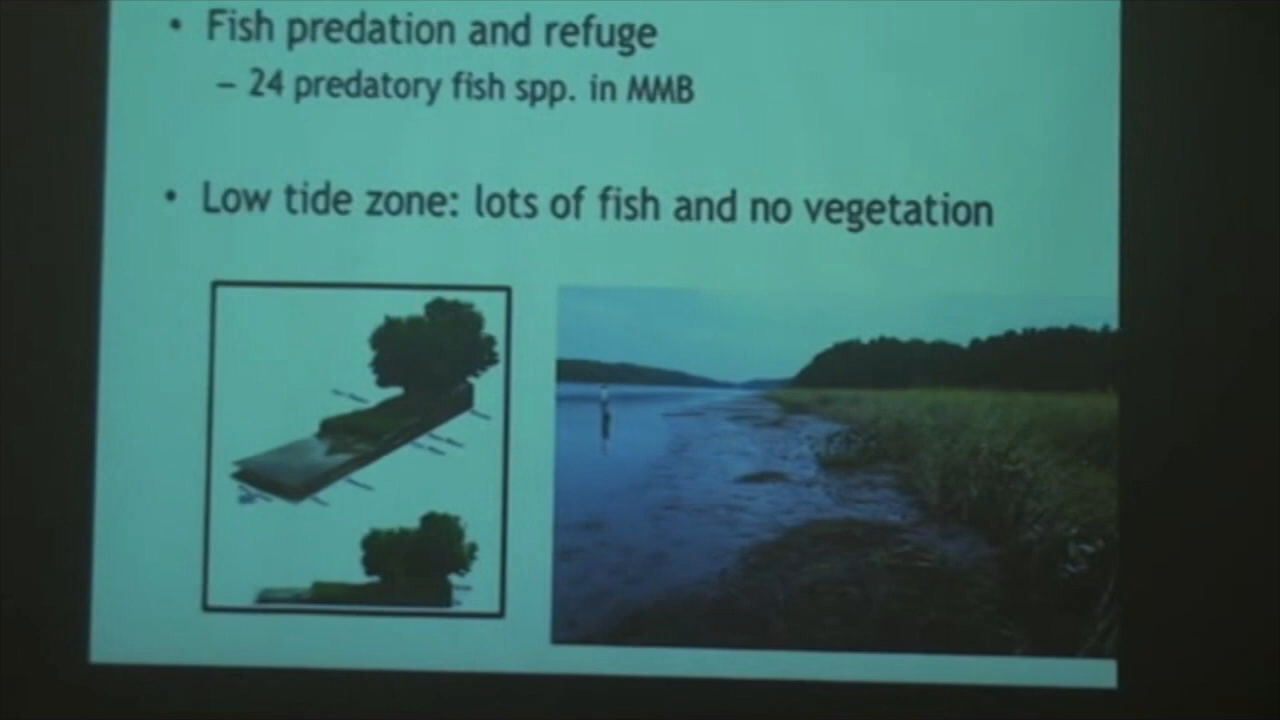 • Fish predation and refuge
– 24 predatory fish spp. in MMB
• Low tide zone: lots of fish and no vegetation